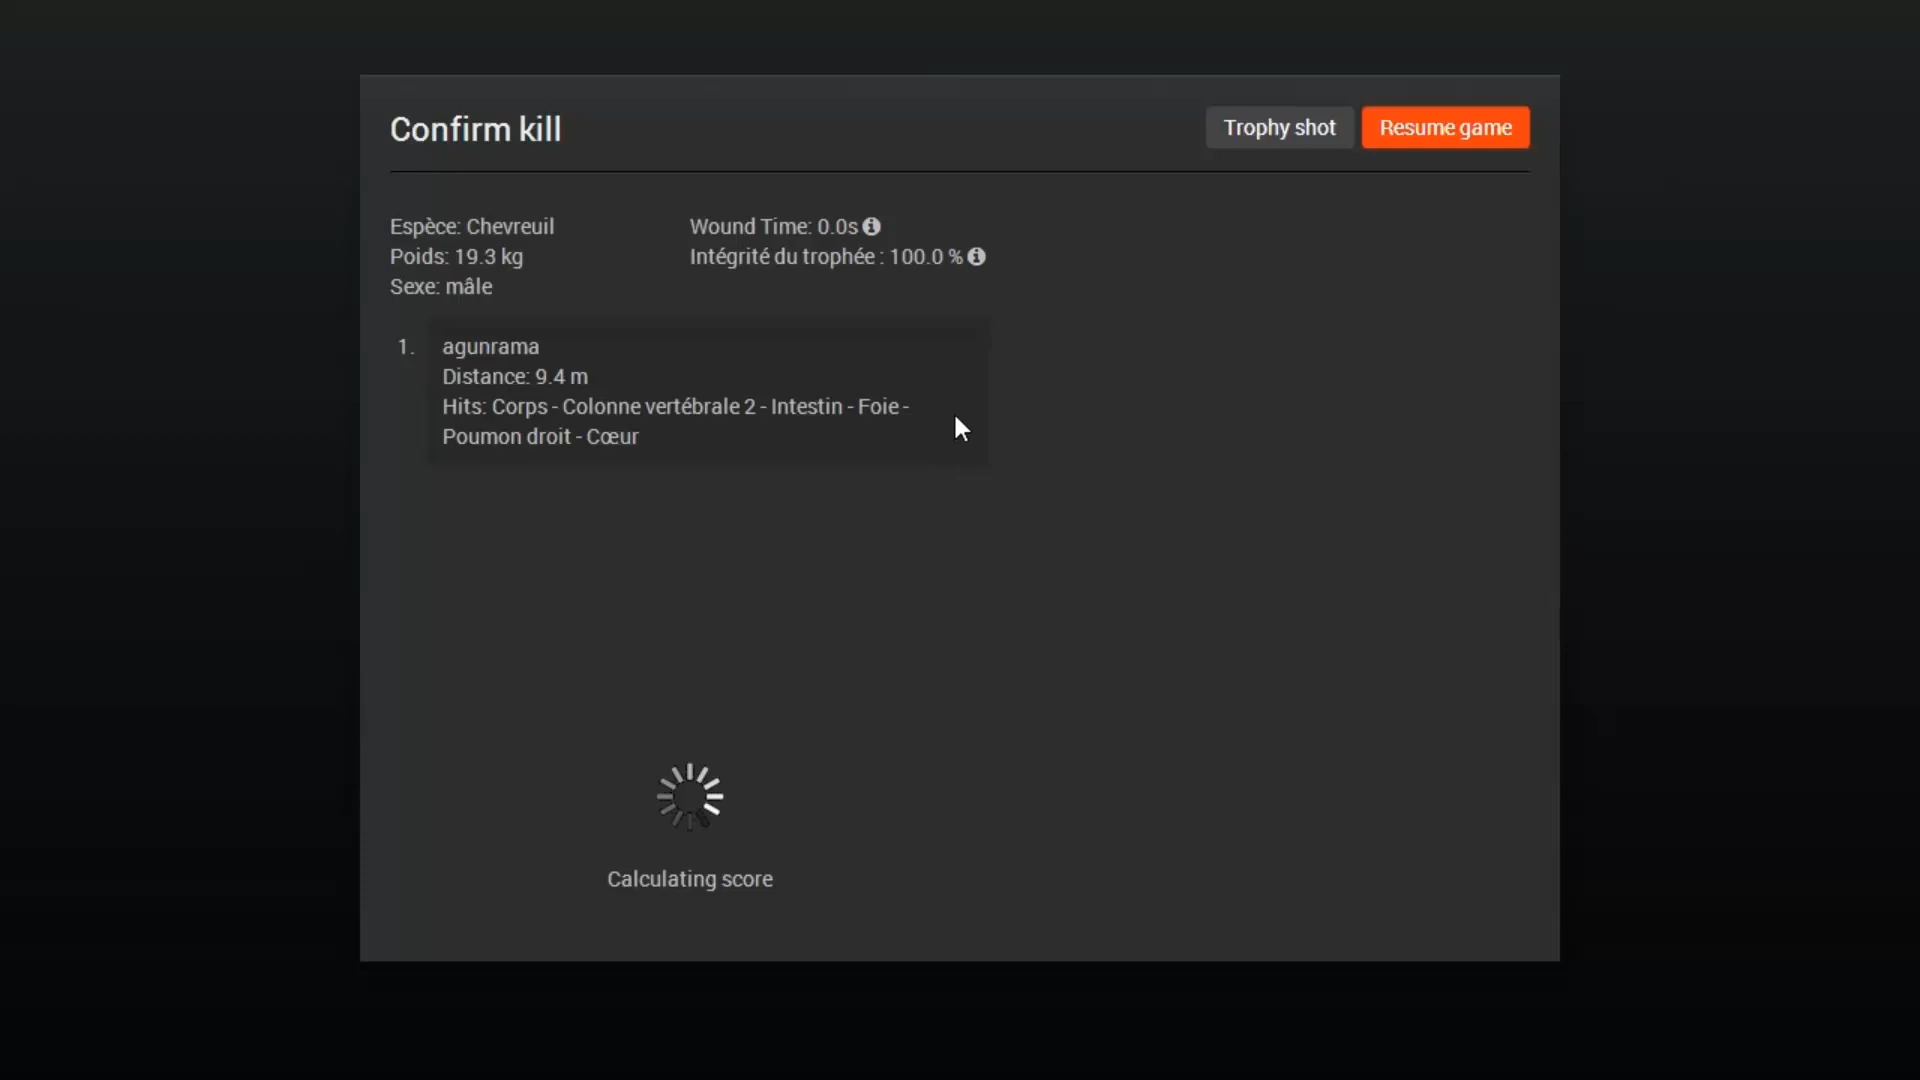 Confirm kill
Trophy shot
Resume game
Espèce: Chevreuil
Poids: 19.3 kg
Sexe: mâle
Wound Time: 0.0s
Intégrité du trophée : 100.0 %
1.
agunrama
Distance: 9.4 m
Hits: Corps - Colonne vertébrale 2 - Intestin - Foie -
Poumon droit - Cœur
Calculating score